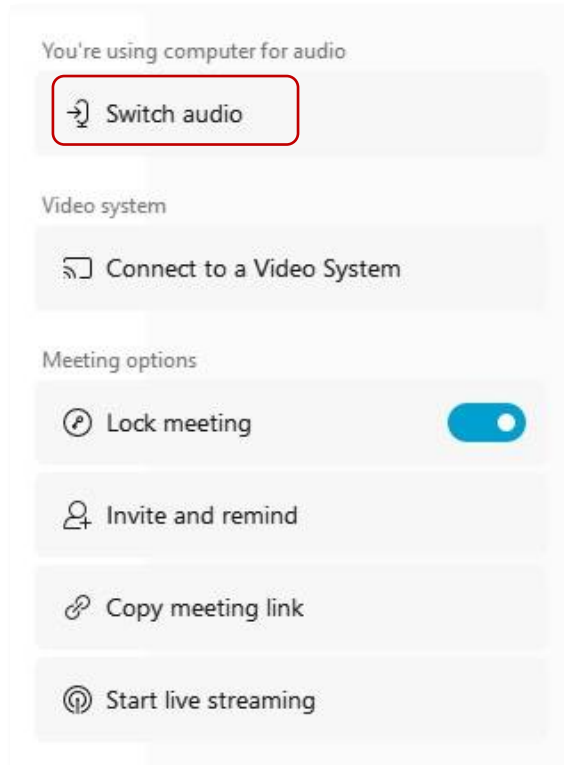 You're using computer for audio
Switch audio
Video system
Connect to a Video System
Meeting options
Lock meeting
Invite and remind
Copy meeting link
Start live streaming